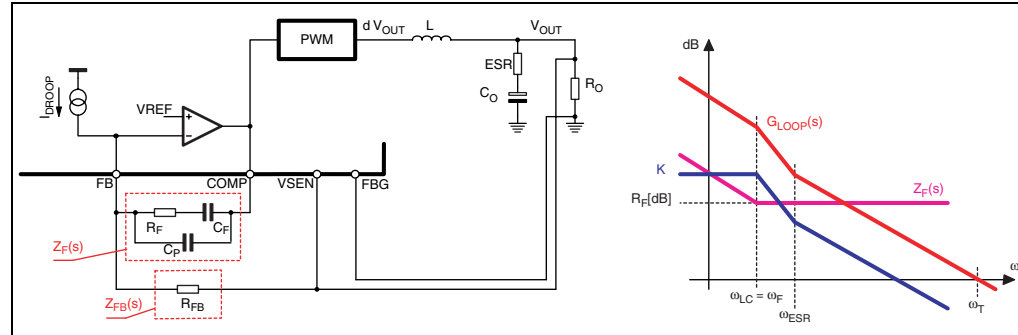 PWM
d VOUT
L
VOUT
ESR
CO
RO
IDROOP
VREF
+
−
FB
COMP
VSEN
FBG
RF
CF
CP
ZF(s)
ZFB(s)
RFB
dB
GLOOP(s)
K
ZF(s)
RF[dB]
ω
ωLC = ωF
ωESR
ωT